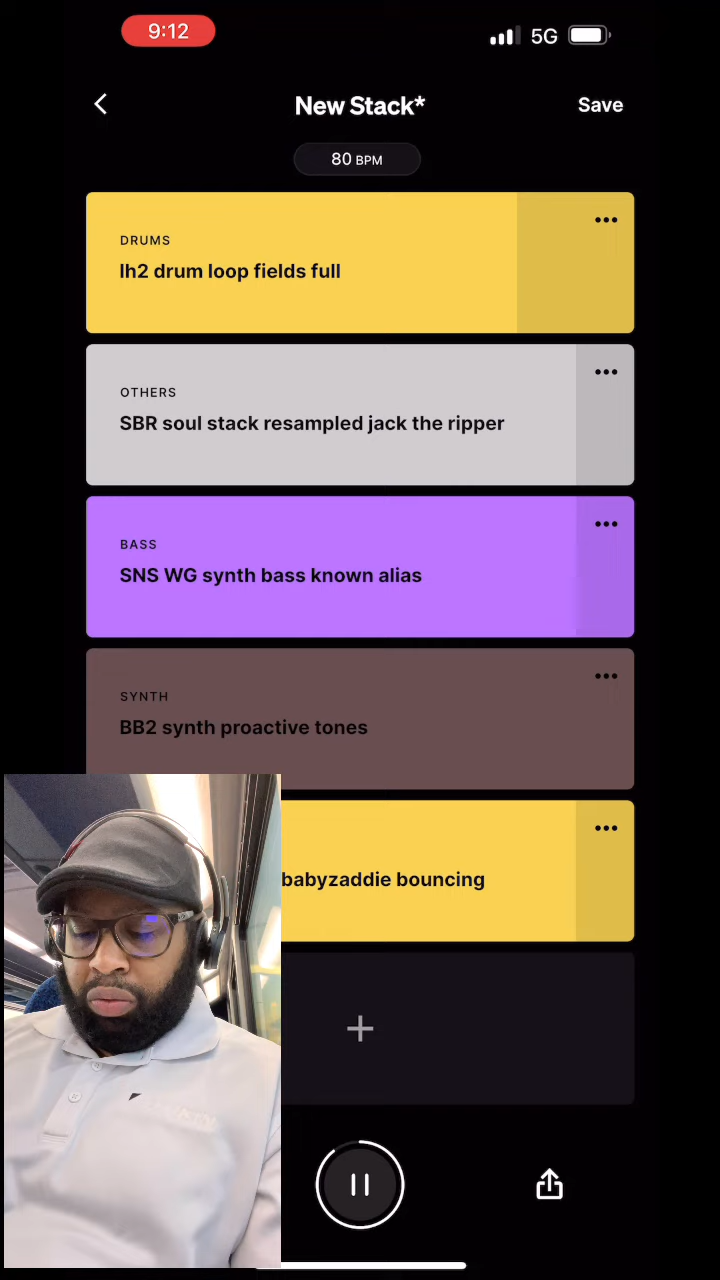 9:12
5G
New Stack*
Save
80 BPM
DRUMS
lh2 drum loop fields full
OTHERS
SBR soul stack resampled jack the ripper
BASS
SNS WG synth bass known alias
SYNTH
BB2 synth proactive tones
babyzaddie bouncing